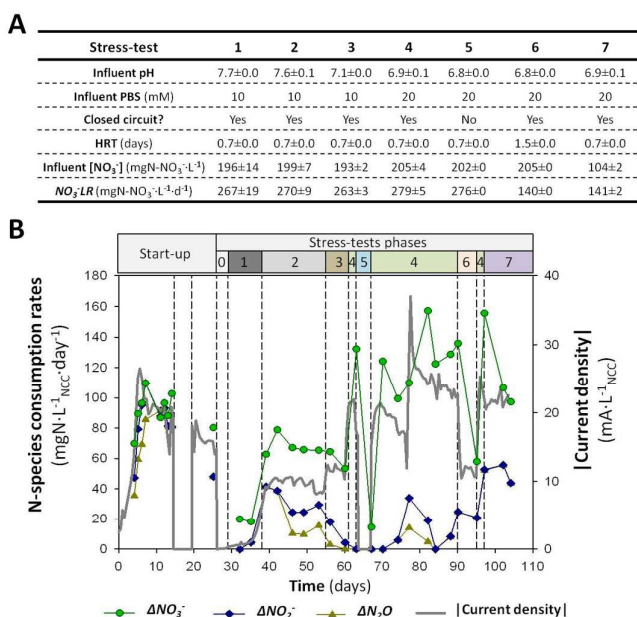 A
Stress-test 1 2 3 4 5 6 7
Influent pH 7.7±0.0 7.6±0.1 7.1±0.0 6.9±0.1 6.8±0.0 6.8±0.0 6.9±0.1
Influent PBS (mM) 10 10 10 20 20 20 20
Closed circuit? Yes Yes Yes Yes No Yes Yes
HRT (days) 0.7±0.0 0.7±0.0 0.7±0.0 0.7±0.0 0.7±0.0 1.5±0.0 0.7±0.0
Influent [NO₃⁻] (mgN-NO₃⁻·L⁻¹) 196±14 199±7 193±2 205±4 202±0 205±0 104±2
NO₃⁻LR (mgN-NO₃⁻·L⁻¹·d⁻¹) 267±19 270±9 263±3 279±5 276±0 140±0 141±2
B
Start-up
Stress-tests phases
0 1 2 3 4 5 4 6 4 7
N-species consumption rates
(mgN·L⁻¹NCC·day⁻¹)
180
160
140
120
100
80
60
40
20
0
40
30
20
10
0
|Current density|
(mA·L⁻¹NCC)
0 10 20 30 40 50 60 70 80 90 100 110
Time (days)
ΔNO₃⁻ ΔNO₂⁻ ΔN₂O |Current density|